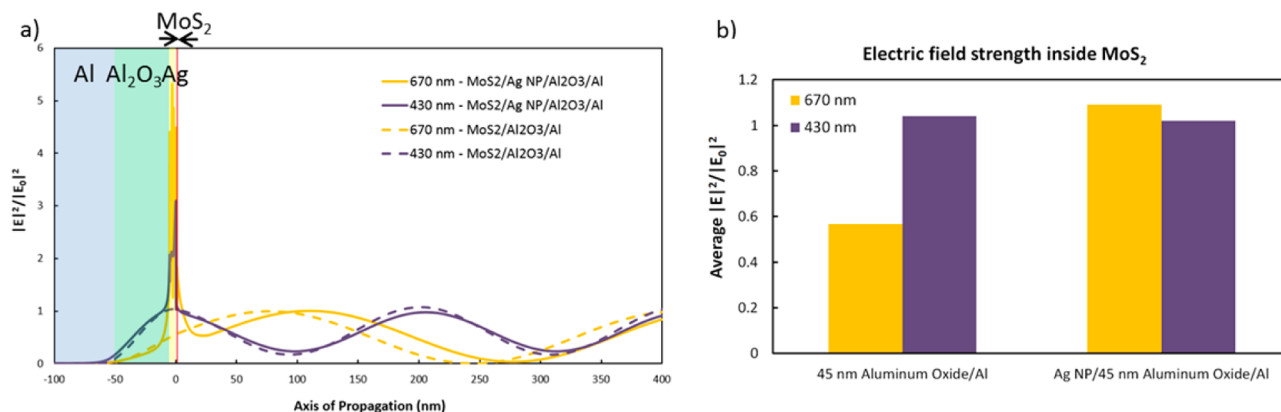 a)
MoS₂
Al Al₂O₃Ag
6
5
4
3
2
1
0
-100 -50 0 50 100 150 200 250 300 350 400
|E|²/|E₀|²
Axis of Propagation (nm)
670 nm - MoS2/Ag NP/Al2O3/Al
430 nm - MoS2/Ag NP/Al2O3/Al
670 nm - MoS2/Al2O3/Al
430 nm - MoS2/Al2O3/Al
b)
Electric field strength inside MoS₂
1.2
1
0.8
0.6
0.4
0.2
0
Average |E|²/|E₀|²
670 nm
430 nm
45 nm Aluminum Oxide/Al
Ag NP/45 nm Aluminum Oxide/Al